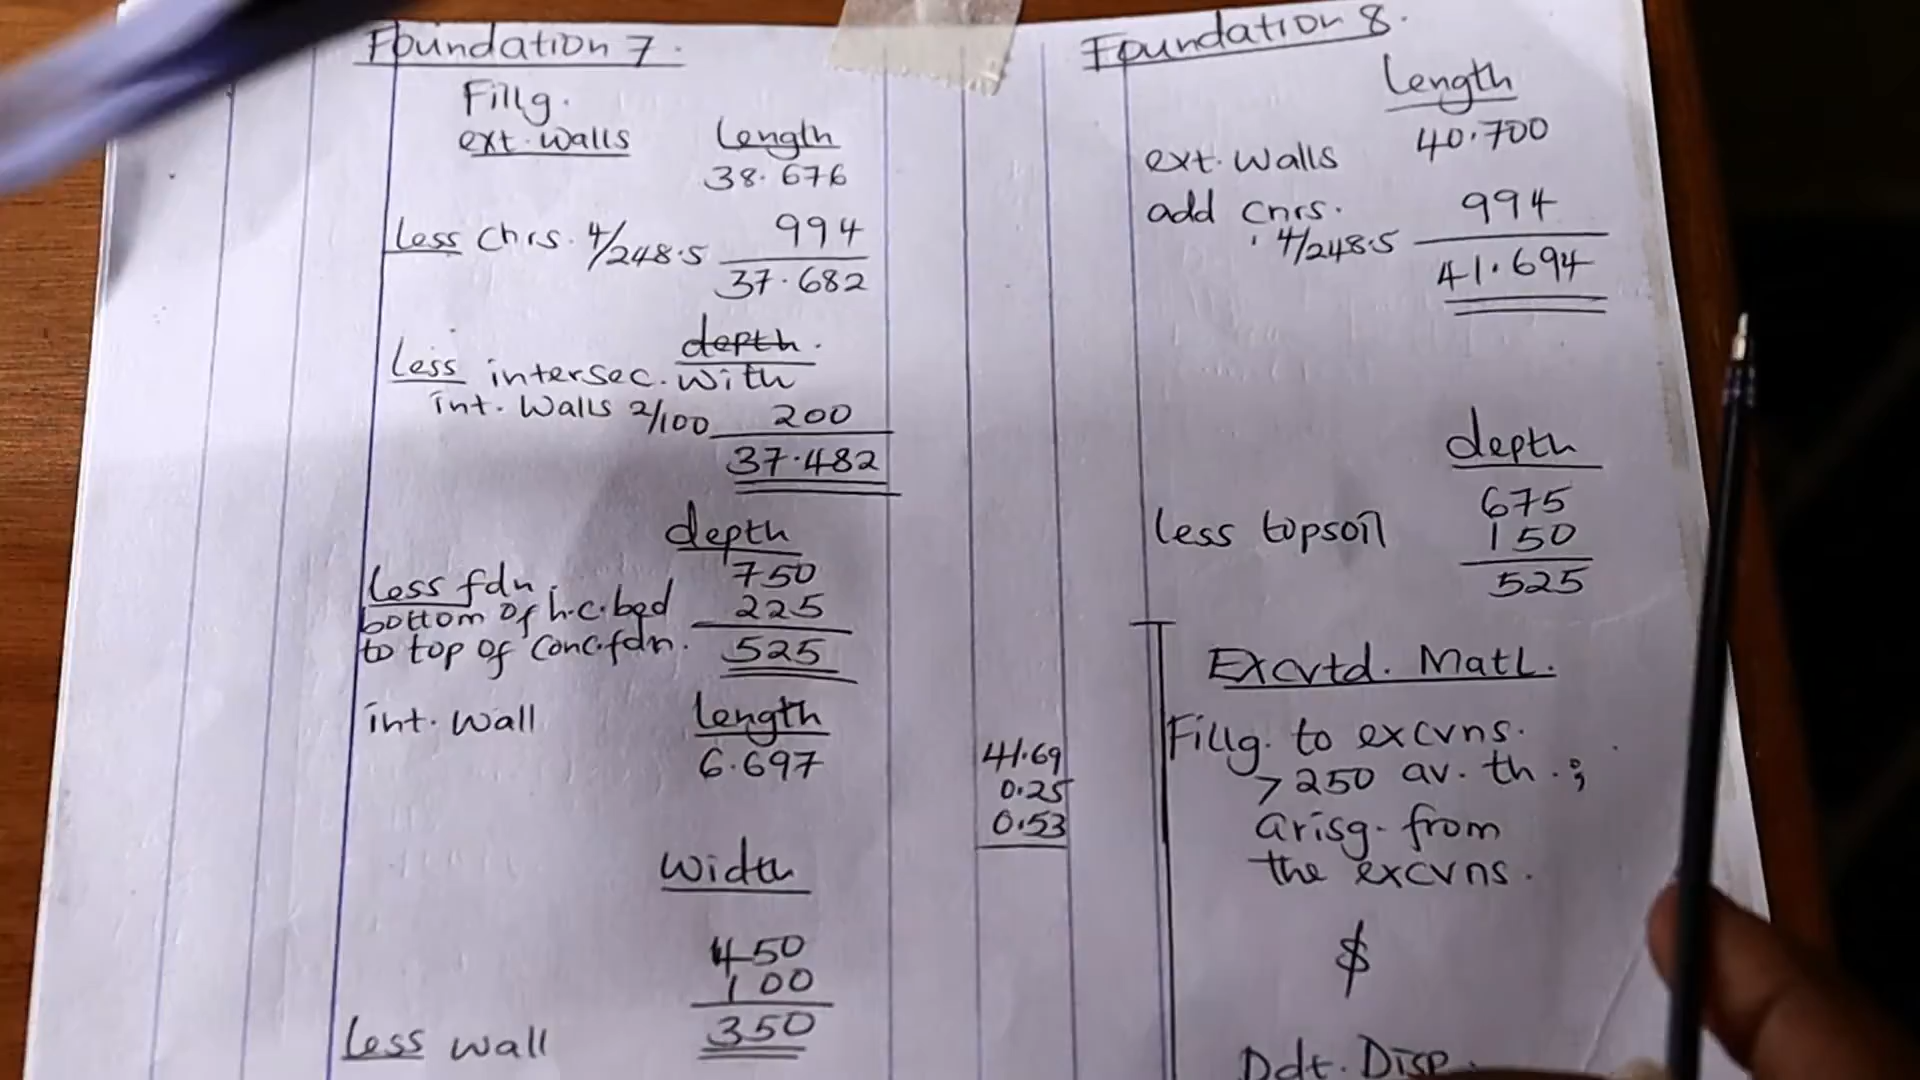 Foundation 7.
Fillg.
ext. walls Length
38.676
Less Cnrs. 4/248.5 994
37.682
depth.
Less intersec. with
int. Walls 2/100 200
37.482
depth
750
Less fdn.
bottom of h.c. bed 225
to top of Conc. fdn. 525
int. Wall Length
6.697
Width
450
100
Less wall 350
Foundation 8.
Length
40.700
ext. Walls
add Cnrs. 994
4/248.5
41.694
depth
675
less topsoil 150
525
Excvtd. Matl.
41.69 Fillg. to excvns.
0.25 >250 av. th.;
0.53 arisg. from
the excvns.
$
Ddt. Disp.